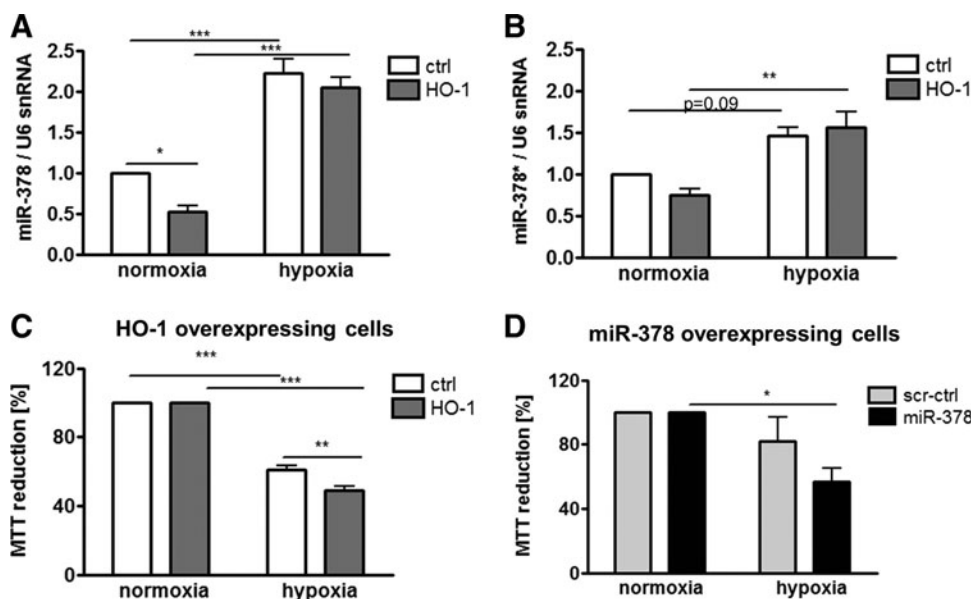 A
miR-378 / U6 snRNA
2.5
2.0
1.5
1.0
0.5
0.0
***
***
*
ctrl
HO-1
normoxia
hypoxia
B
miR-378* / U6 snRNA
2.5
2.0
1.5
1.0
0.5
0.0
**
p=0.09
ctrl
HO-1
normoxia
hypoxia
C
HO-1 overexpressing cells
MTT reduction [%]
120
80
40
0
***
***
**
ctrl
HO-1
normoxia
hypoxia
D
miR-378 overexpressing cells
MTT reduction [%]
120
80
40
0
*
scr-ctrl
miR-378
normoxia
hypoxia